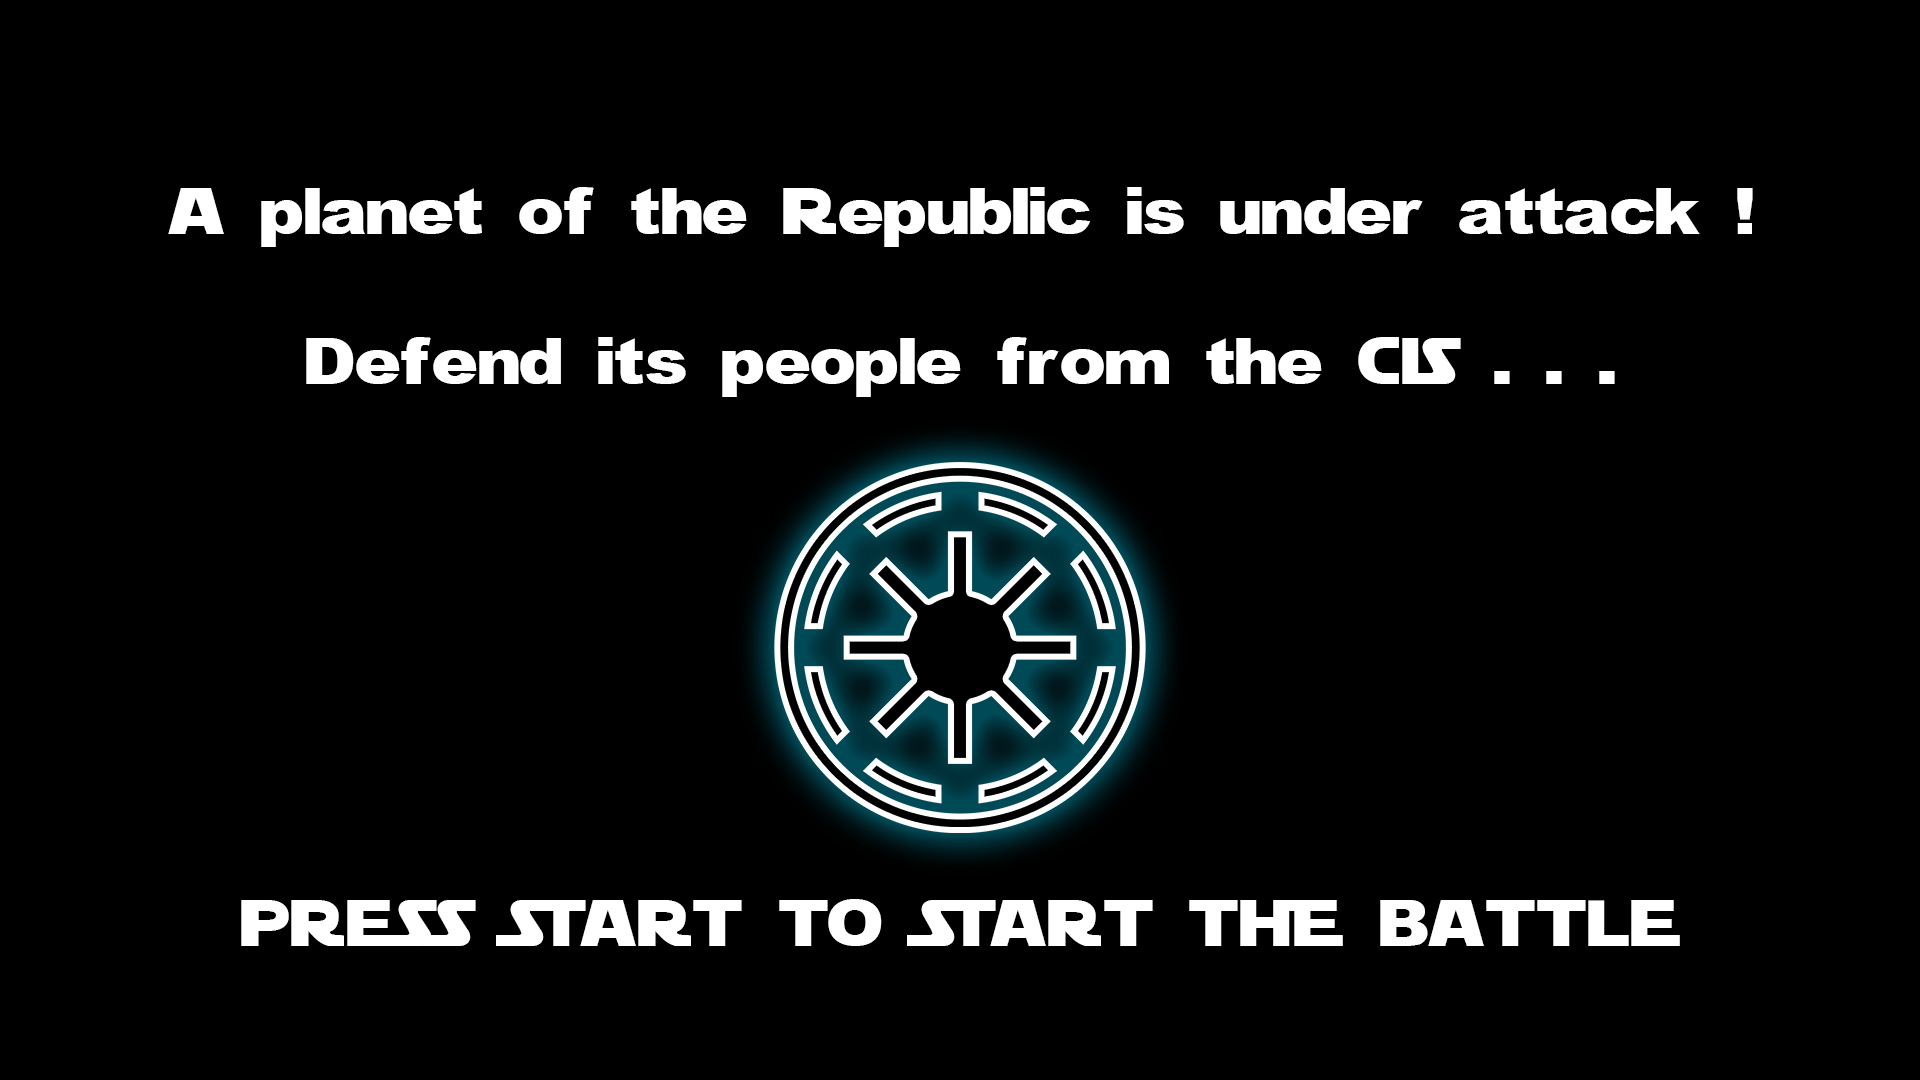 A planet of the Republic is under attack !
Defend its people from the CIS . . .
PRESS START TO START THE BATTLE